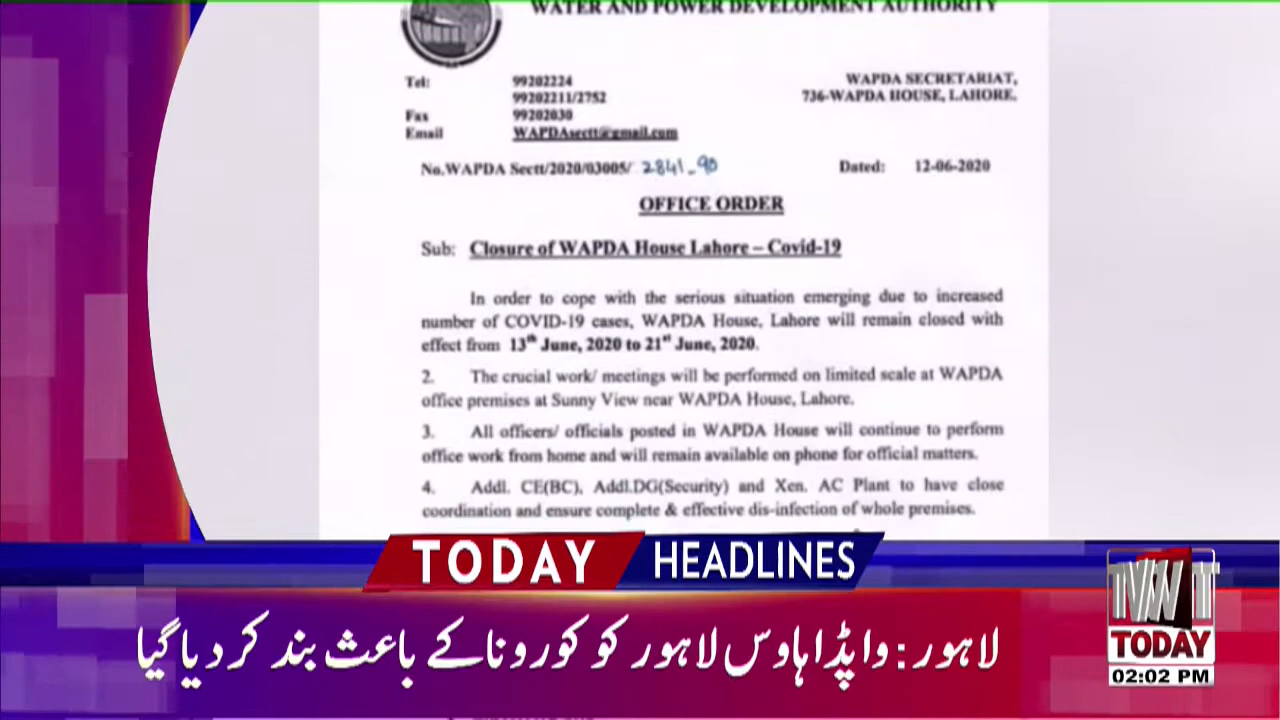 WATER AND POWER DEVELOPMENT AUTHORITY
Tel: 99202224
99202211/2752
Fax 99202030
Email WAPDAsectt@gmail.com
WAPDA SECRETARIAT,
736-WAPDA HOUSE, LAHORE.
No.WAPDA Sectt/2020/03005/ 2841-90 Dated: 12-06-2020
OFFICE ORDER
Sub: Closure of WAPDA House Lahore – Covid-19
In order to cope with the serious situation emerging due to increased
number of COVID-19 cases, WAPDA House, Lahore will remain closed with
effect from 13th June, 2020 to 21st June, 2020.
2. The crucial work/ meetings will be performed on limited scale at WAPDA
office premises at Sunny View near WAPDA House, Lahore.
3. All officers/ officials posted in WAPDA House will continue to perform
office work from home and will remain available on phone for official matters.
4. Addl. CE(BC), Addl.DG(Security) and Xen. AC Plant to have close
coordination and ensure complete & effective dis-infection of whole premises.
TODAY HEADLINES
لاہور: واپڈا ہاوس لاہور کو کورونا کے باعث بند کر دیا گیا
TODAY
02:02 PM